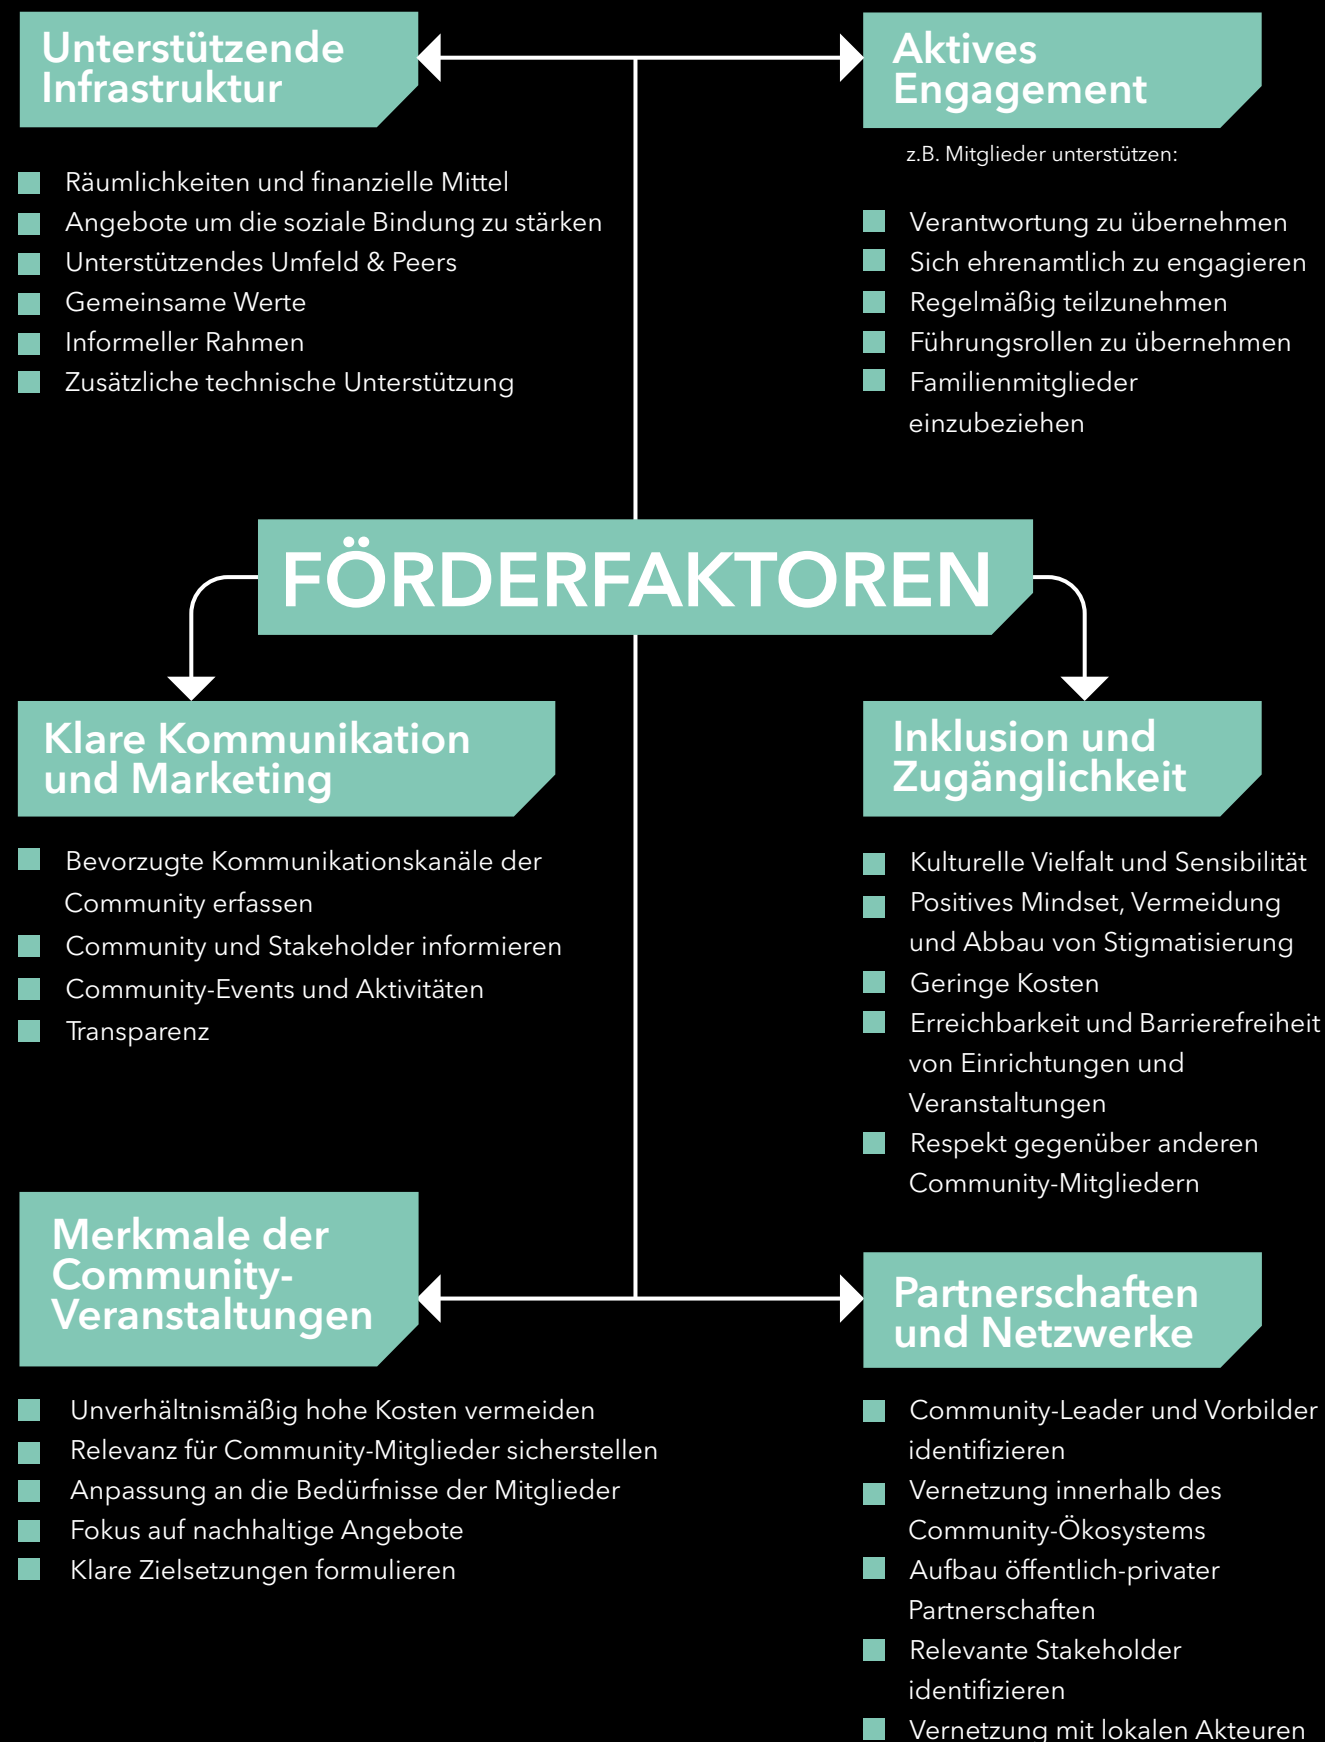 Unterstützende
Infrastruktur
Räumlichkeiten und finanzielle Mittel
Angebote um die soziale Bindung zu stärken
Unterstützendes Umfeld & Peers
Gemeinsame Werte
Informeller Rahmen
Zusätzliche technische Unterstützung
Aktives
Engagement
z.B. Mitglieder unterstützen:
Verantwortung zu übernehmen
Sich ehrenamtlich zu engagieren
Regelmäßig teilzunehmen
Führungsrollen zu übernehmen
Familienmitglieder
einzubeziehen
FÖRDERFAKTOREN
Klare Kommunikation
und Marketing
Bevorzugte Kommunikationskanäle der
Community erfassen
Community und Stakeholder informieren
Community-Events und Aktivitäten
Transparenz
Inklusion und
Zugänglichkeit
Kulturelle Vielfalt und Sensibilität
Positives Mindset, Vermeidung
und Abbau von Stigmatisierung
Geringe Kosten
Erreichbarkeit und Barrierefreiheit
von Einrichtungen und
Veranstaltungen
Respekt gegenüber anderen
Community-Mitgliedern
Merkmale der
Community-
Veranstaltungen
Unverhältnismäßig hohe Kosten vermeiden
Relevanz für Community-Mitglieder sicherstellen
Anpassung an die Bedürfnisse der Mitglieder
Fokus auf nachhaltige Angebote
Klare Zielsetzungen formulieren
Partnerschaften
und Netzwerke
Community-Leader und Vorbilder
identifizieren
Vernetzung innerhalb des
Community-Ökosystems
Aufbau öffentlich-privater
Partnerschaften
Relevante Stakeholder
identifizieren
Vernetzung mit lokalen Akteuren